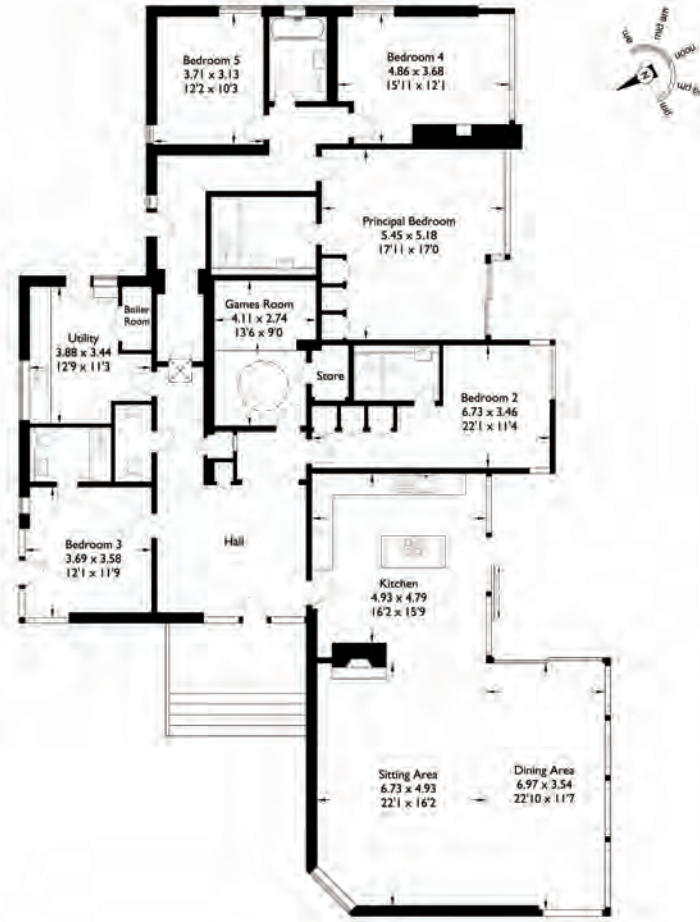 Bedroom 5
3.71 x 3.13
12'2 x 10'3
Bedroom 4
4.86 x 3.68
15'11 x 12'1
am
mid am
noon
N
pm
Principal Bedroom
5.45 x 5.18
17'11 x 17'0
Games Room
4.11 x 2.74
13'6 x 9'0
Boiler
Room
Utility
3.88 x 3.44
12'9 x 11'3
Store
Bedroom 2
6.73 x 3.46
22'1 x 11'4
Hall
Bedroom 3
3.69 x 3.58
12'1 x 11'9
Kitchen
4.93 x 4.79
16'2 x 15'9
Sitting Area
6.73 x 4.93
22'1 x 16'2
Dining Area
6.97 x 3.54
22'10 x 11'7